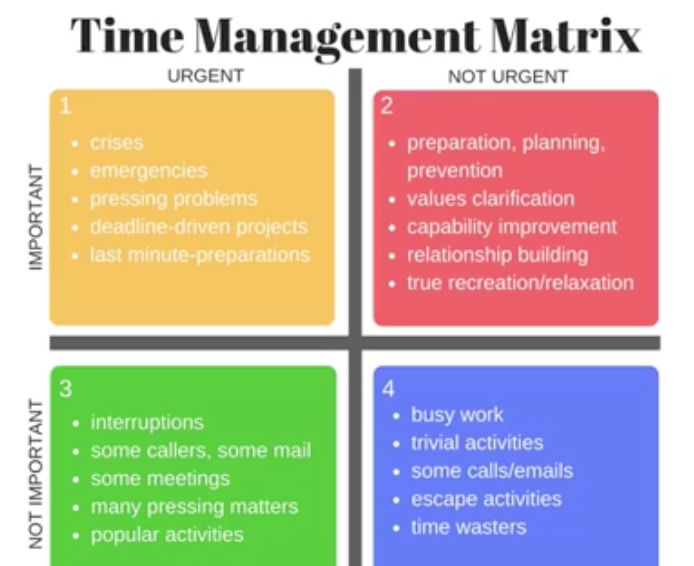 Time Management Matrix
URGENT
NOT URGENT
IMPORTANT
1
crises
emergencies
pressing problems
deadline-driven projects
last minute-preparations
2
preparation, planning,
prevention
values clarification
capability improvement
relationship building
true recreation/relaxation
NOT IMPORTANT
3
interruptions
some callers, some mail
some meetings
many pressing matters
popular activities
4
busy work
trivial activities
some calls/emails
escape activities
time wasters